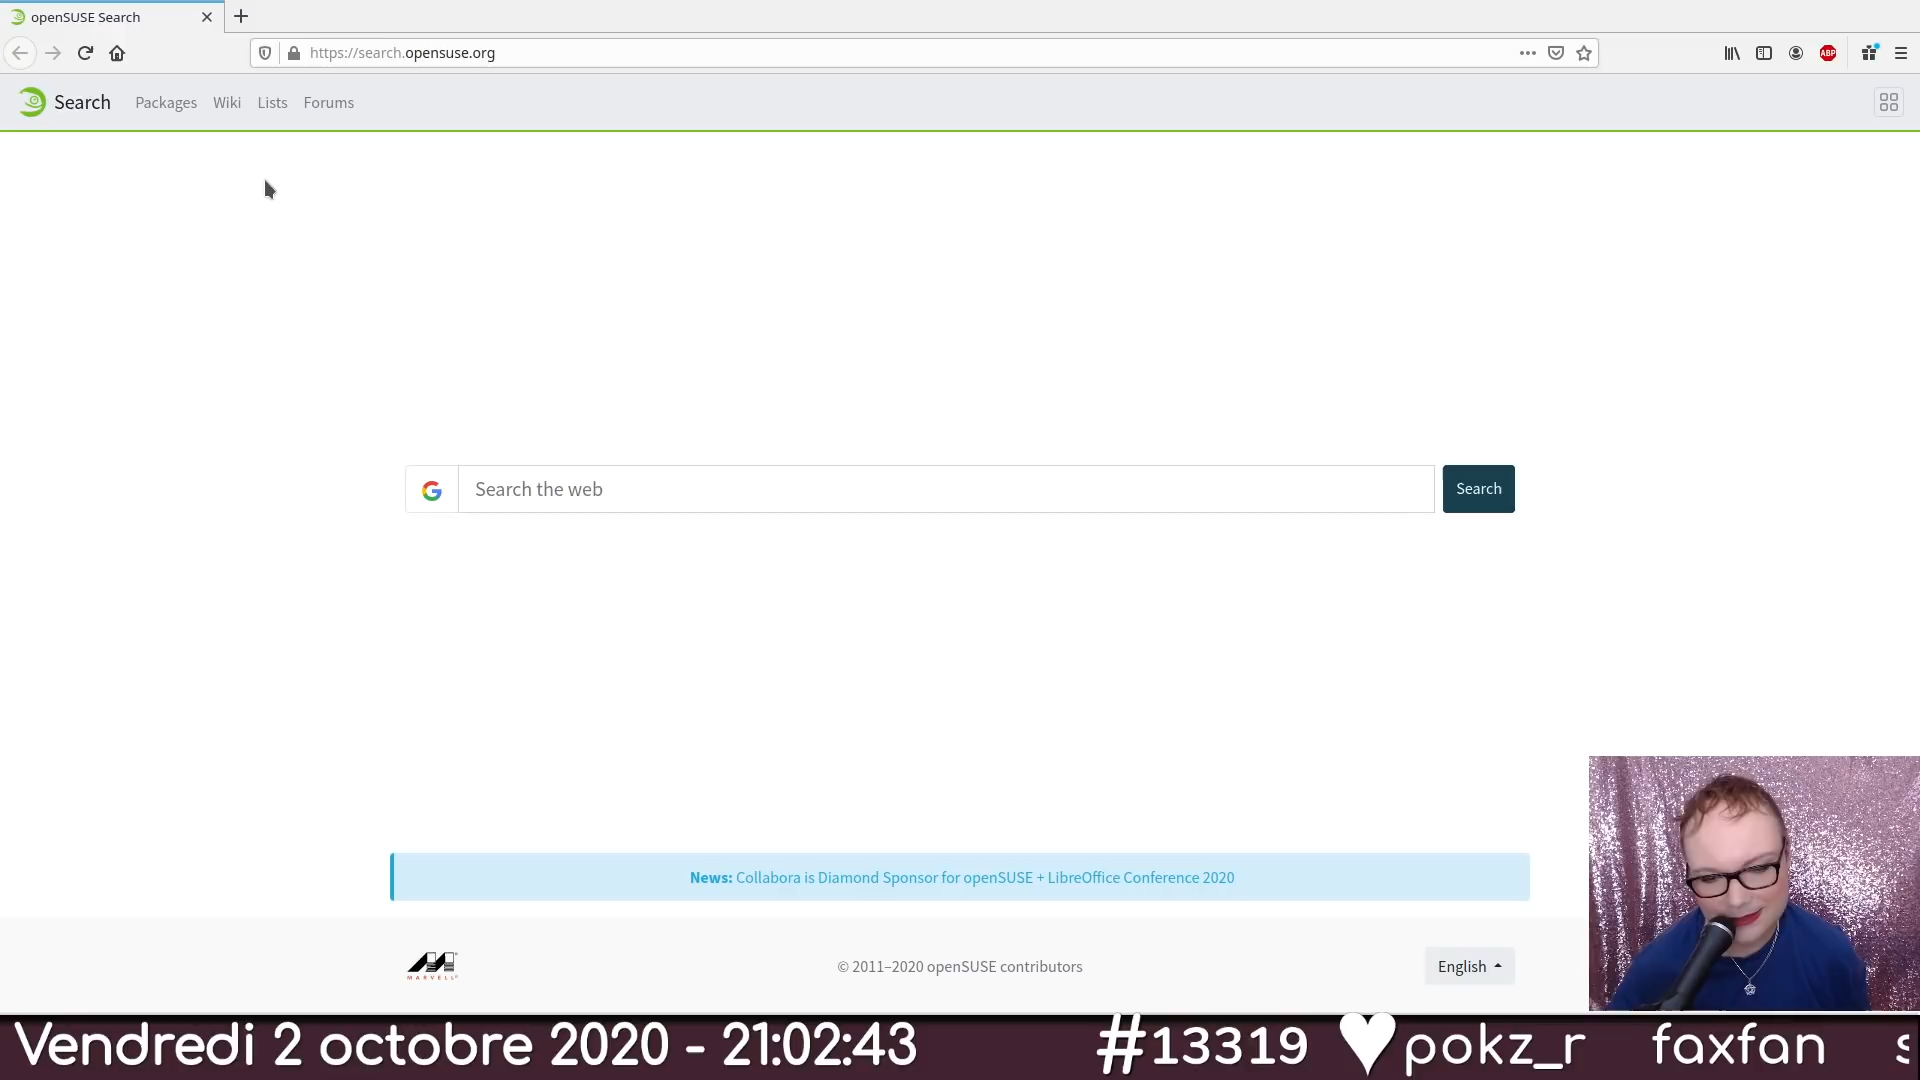 openSUSE Search
https://search.opensuse.org
ABP
Search Packages Wiki Lists Forums
Search the web
Search
News: Collabora is Diamond Sponsor for openSUSE + LibreOffice Conference 2020
MARVELL
© 2011–2020 openSUSE contributors
English
Vendredi 2 octobre 2020 - 21:02:43 #13319 pokz_r faxfan